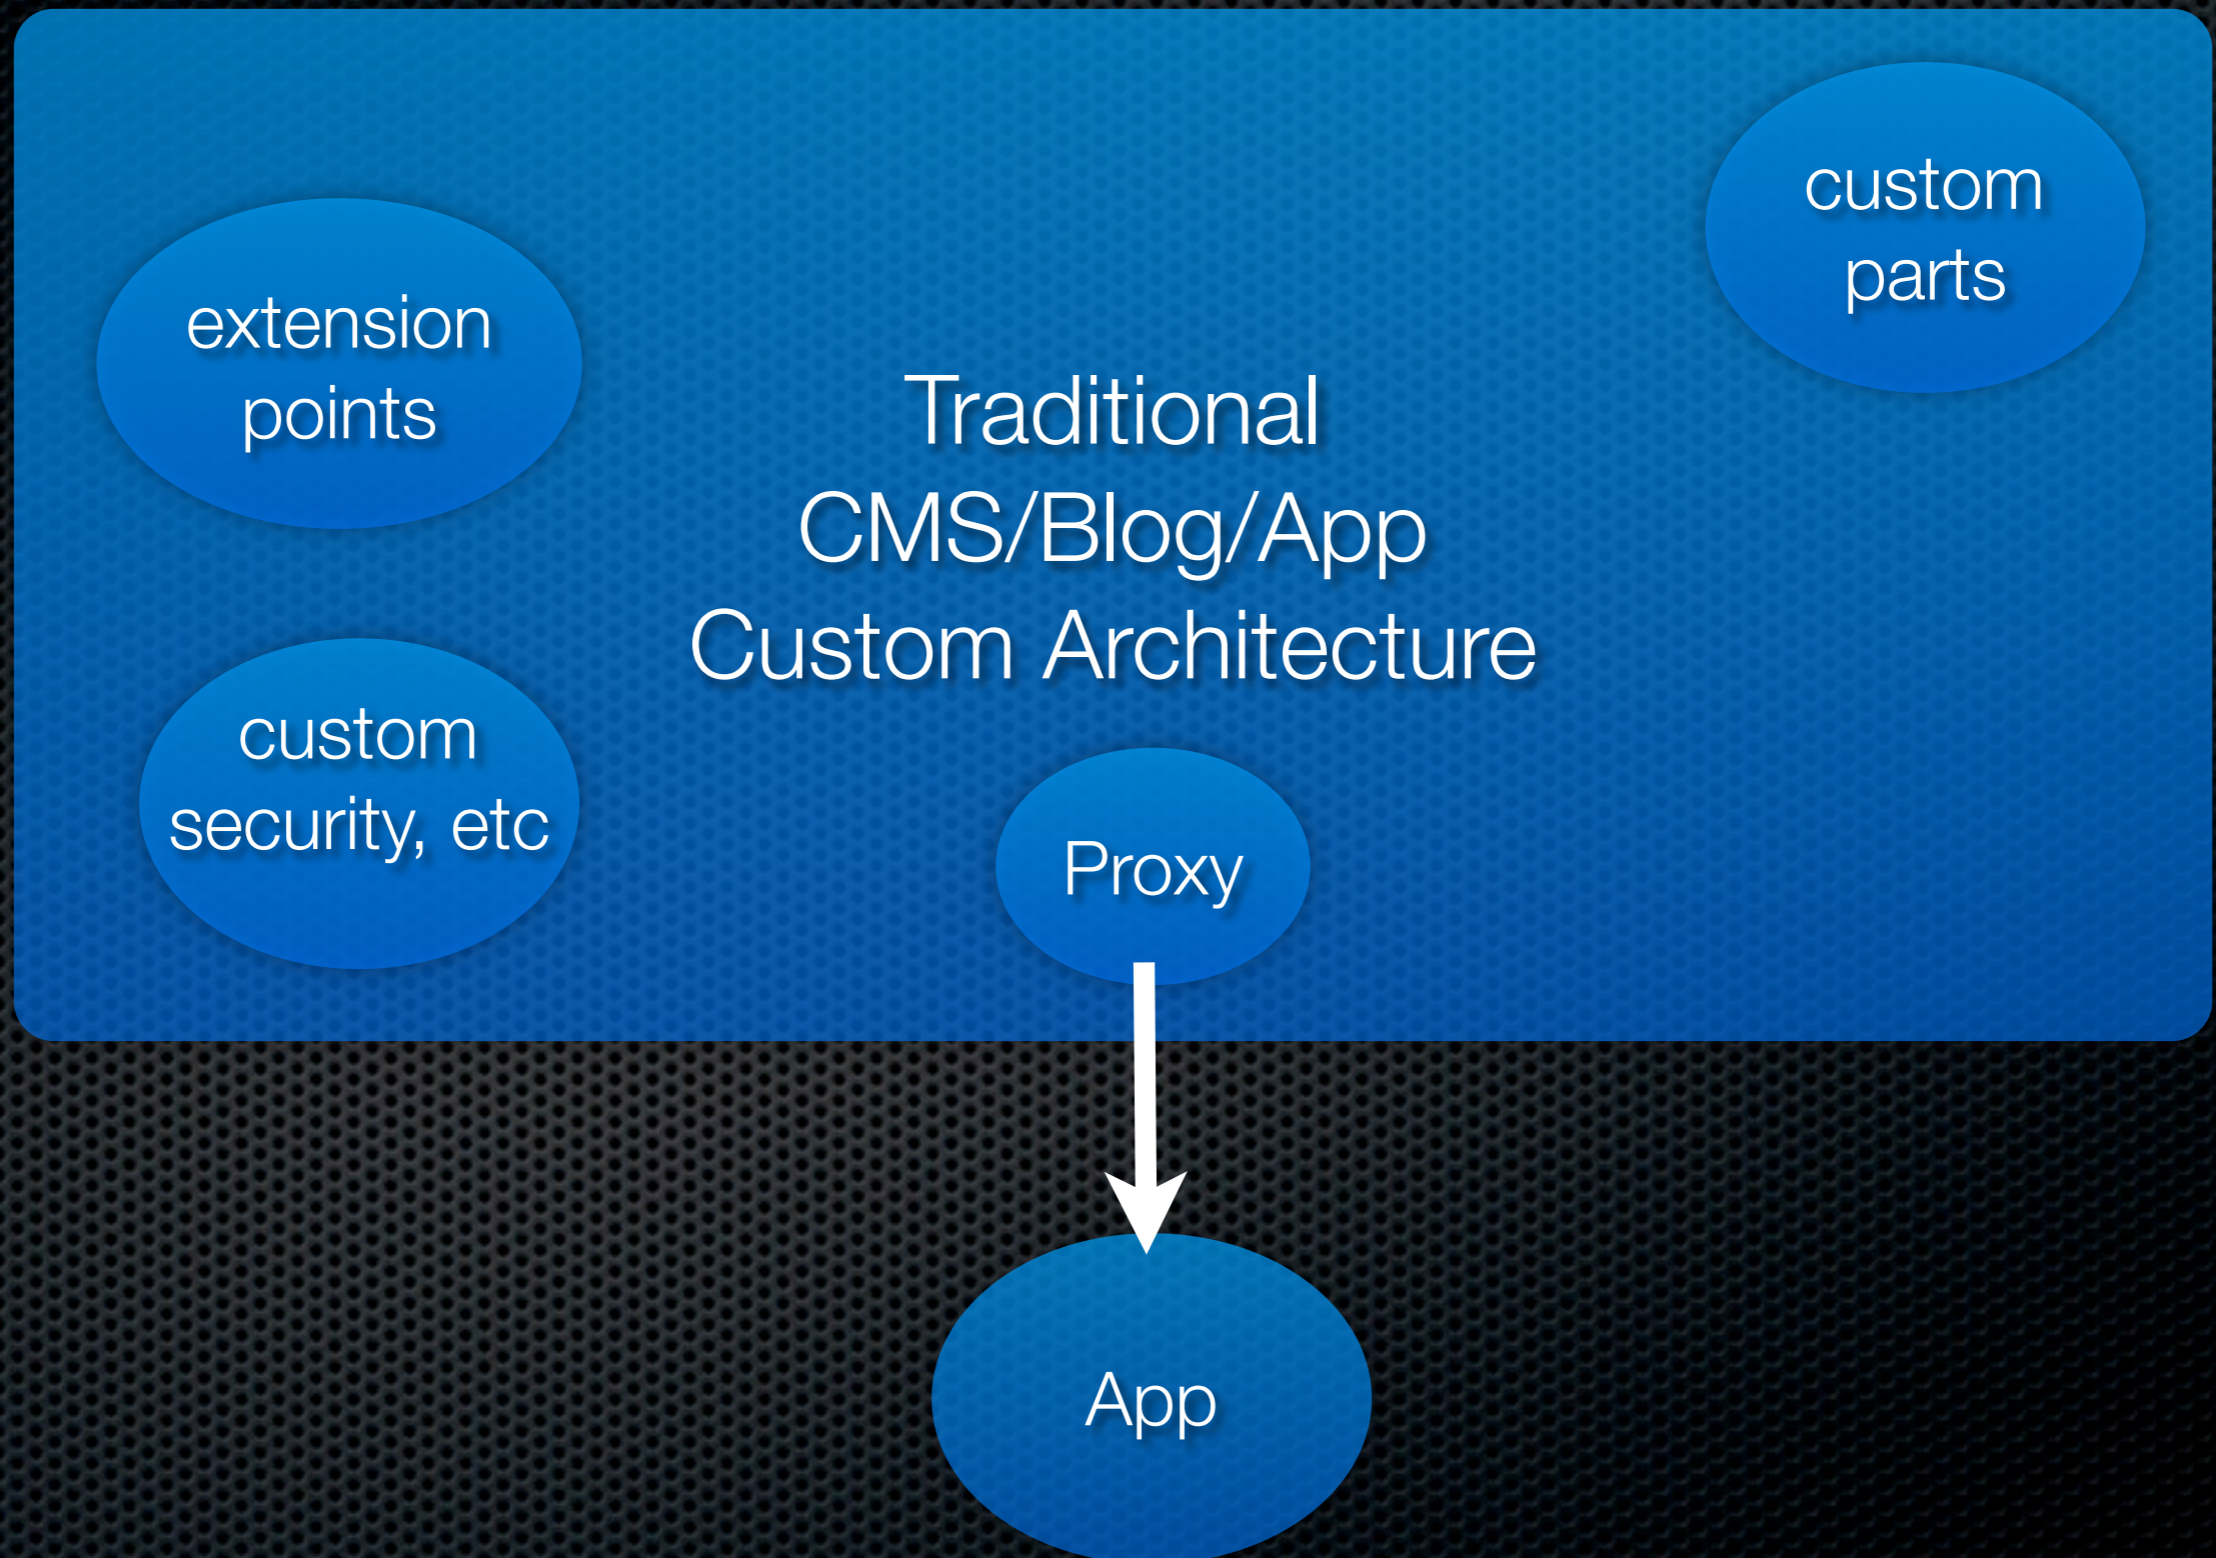 custom
parts
extension
points
Traditional
CMS/Blog/App
Custom Architecture
custom
security, etc
Proxy
App